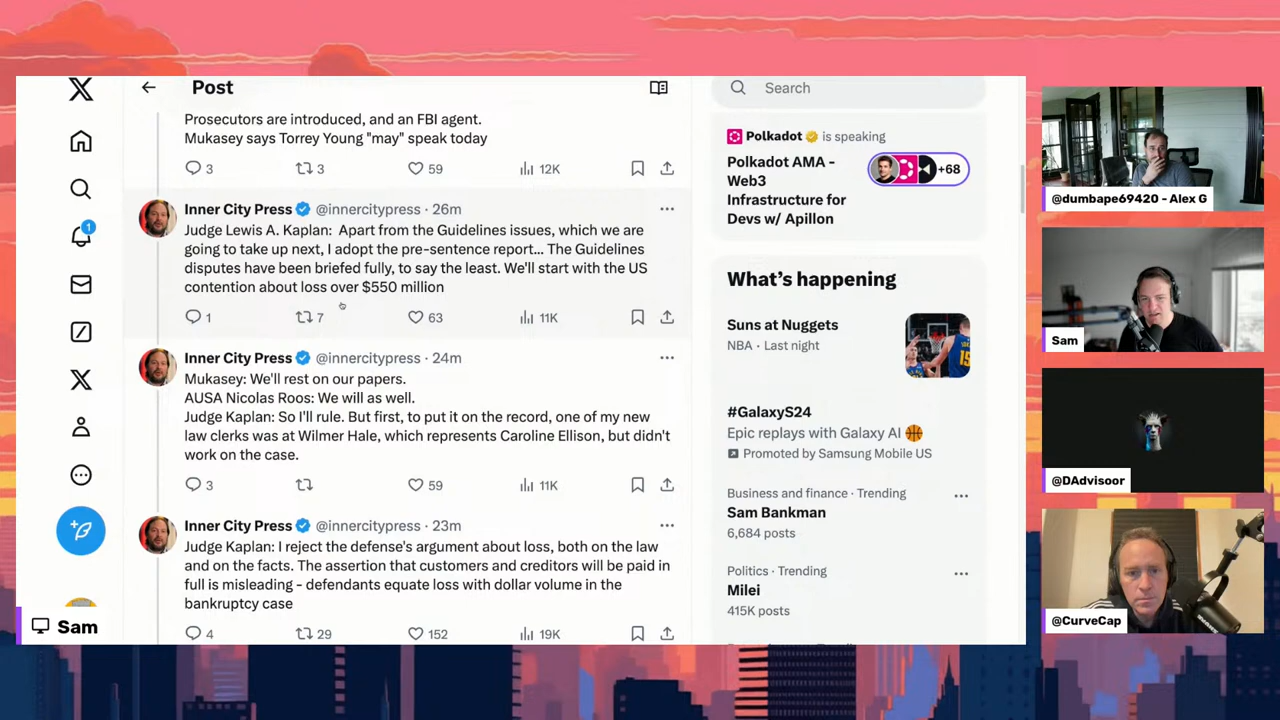 Post
Prosecutors are introduced, and an FBI agent.
Mukasey says Torrey Young "may" speak today
3 3 59 12K
Inner City Press @innercitypress · 26m
Judge Lewis A. Kaplan: Apart from the Guidelines issues, which we are
going to take up next, I adopt the pre-sentence report... The Guidelines
disputes have been briefed fully, to say the least. We'll start with the US
contention about loss over $550 million
1 7 63 11K
Inner City Press @innercitypress · 24m
Mukasey: We'll rest on our papers.
AUSA Nicolas Roos: We will as well.
Judge Kaplan: So I'll rule. But first, to put it on the record, one of my new
law clerks was at Wilmer Hale, which represents Caroline Ellison, but didn't
work on the case.
3 59 11K
Inner City Press @innercitypress · 23m
Judge Kaplan: I reject the defense's argument about loss, both on the law
and on the facts. The assertion that customers and creditors will be paid in
full is misleading - defendants equate loss with dollar volume in the
bankruptcy case
4 29 152 19K
1
Sam
Search
Polkadot is speaking
Polkadot AMA -
Web3
Infrastructure for
Devs w/ Apillon
+68
What's happening
Suns at Nuggets
NBA · Last night
15
#GalaxyS24
Epic replays with Galaxy AI
Promoted by Samsung Mobile US
Business and finance · Trending
Sam Bankman
6,684 posts
Politics · Trending
Milei
415K posts
@dumbape69420 - Alex G
Sam
@DAdvisoor
@CurveCap